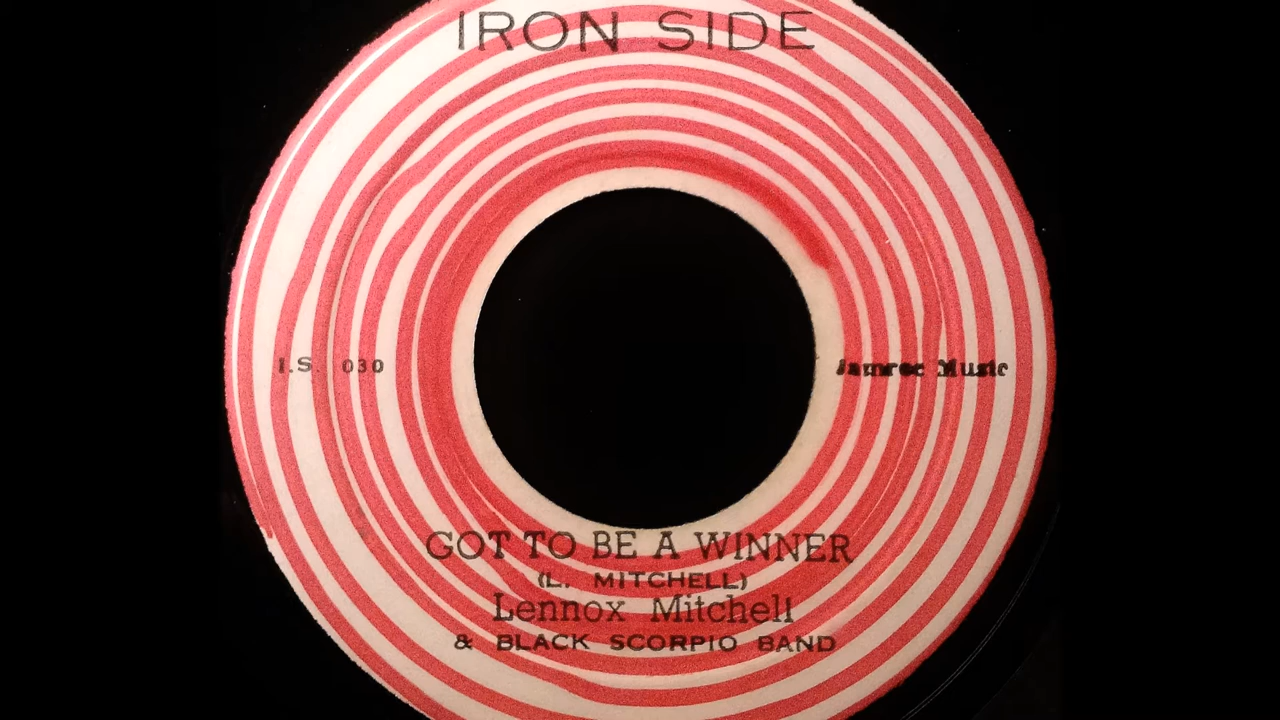 IRON SIDE
I.S. 030
Jamrec Music
GOT TO BE A WINNER
(L. MITCHELL)
Lennox Mitchell
& BLACK SCORPIO BAND